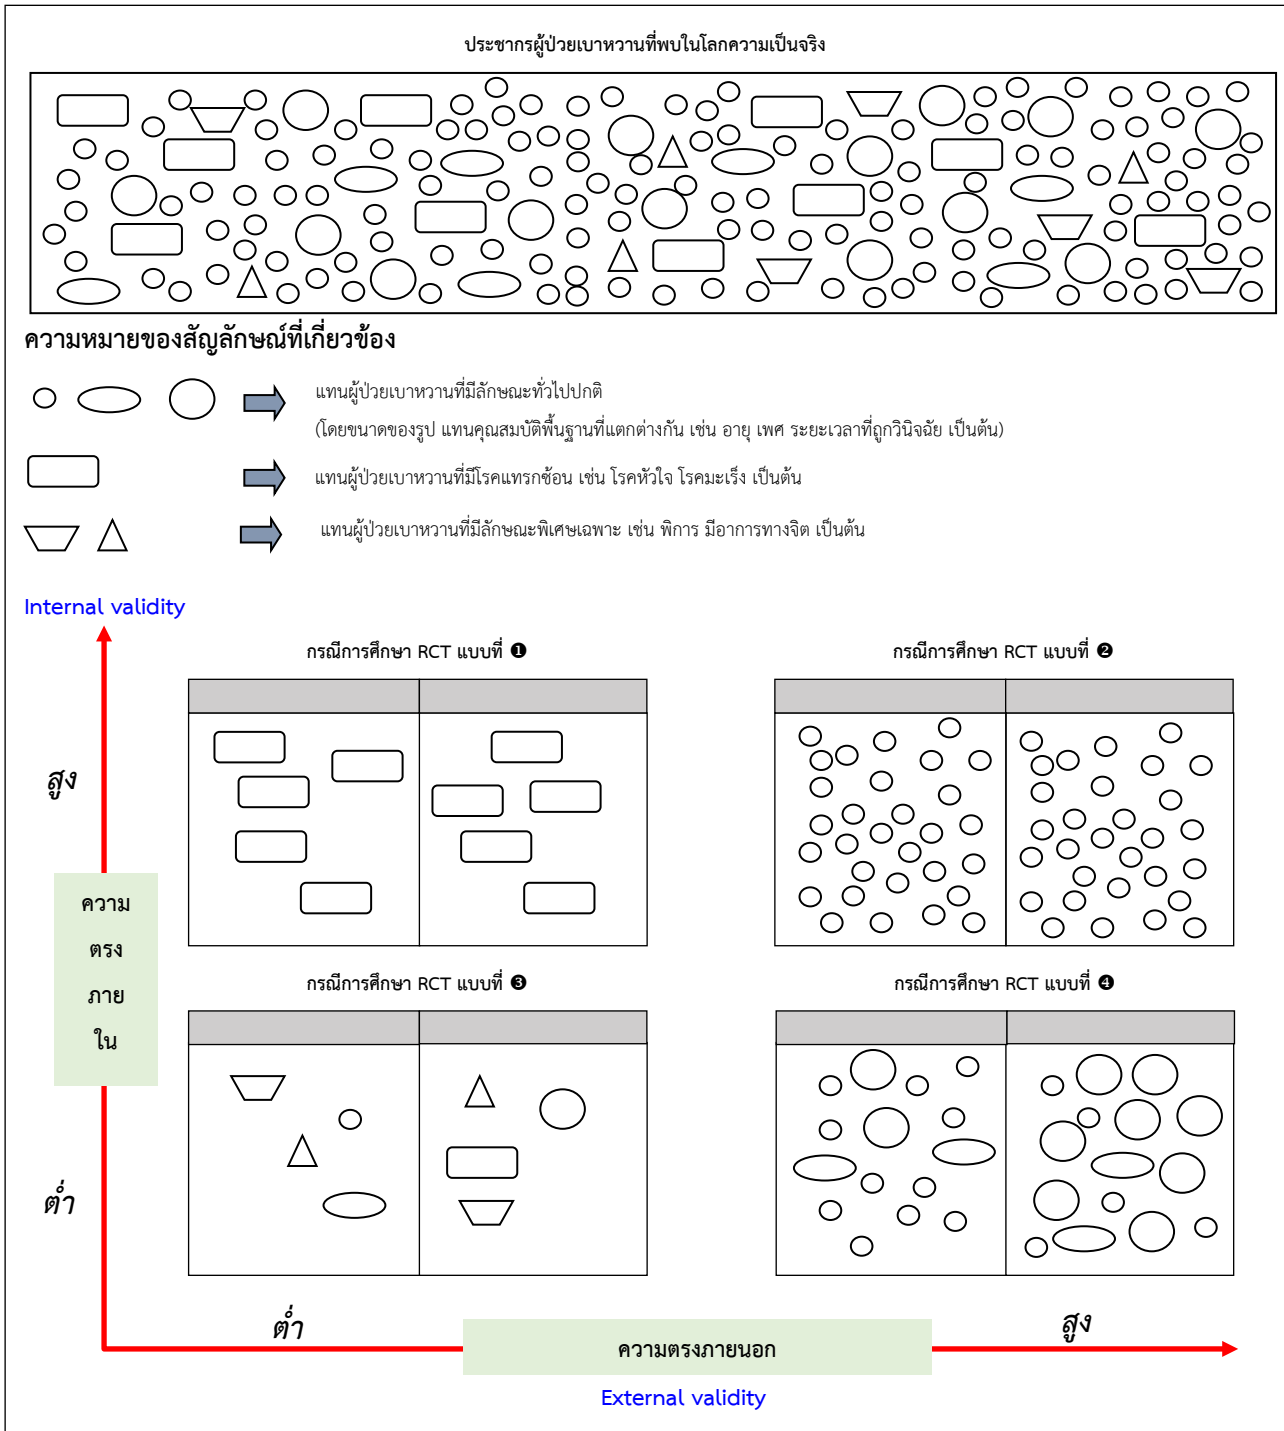 ประชากรผู้ป่วยเบาหวานที่พบในโลกความเป็นจริง
ความหมายของสัญลักษณ์ที่เกี่ยวข้อง
แทนผู้ป่วยเบาหวานที่มีลักษณะทั่วไปปกติ
(โดยขนาดของรูป แทนคุณสมบัติพื้นฐานที่แตกต่างกัน เช่น อายุ เพศ ระยะเวลาที่ถูกวินิจฉัย เป็นต้น)
แทนผู้ป่วยเบาหวานที่มีโรคแทรกซ้อน เช่น โรคหัวใจ โรคมะเร็ง เป็นต้น
แทนผู้ป่วยเบาหวานที่มีลักษณะพิเศษเฉพาะ เช่น พิการ มีอาการทางจิต เป็นต้น
Internal validity
กรณีการศึกษา RCT แบบที่ ❶
กรณีการศึกษา RCT แบบที่ ❷
สูง
ความ
ตรง
ภาย
ใน
กรณีการศึกษา RCT แบบที่ ❸
กรณีการศึกษา RCT แบบที่ ❹
ต่ำ
ต่ำ
สูง
ความตรงภายนอก
External validity